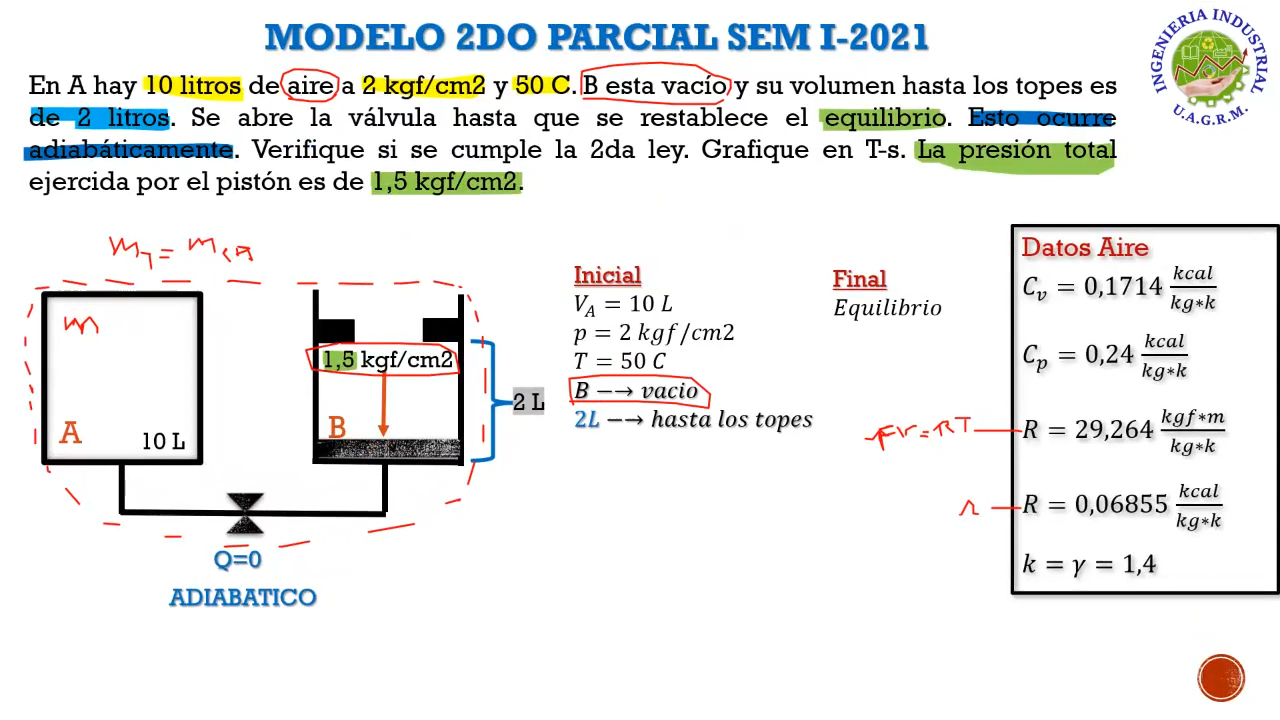 MODELO 2DO PARCIAL SEM I-2021
INGENIERIA INDUSTRIAL
U.A.G.R.M.
En A hay 10 litros de aire a 2 kgf/cm2 y 50 C. B esta vacío y su volumen hasta los topes es
de 2 litros. Se abre la válvula hasta que se restablece el equilibrio. Esto ocurre
adiabáticamente. Verifique si se cumple la 2da ley. Grafique en T-s. La presión total
ejercida por el pistón es de 1,5 kgf/cm2.
m
A
10 L
1,5 kgf/cm2
B
2 L
Q=0
ADIABATICO
Inicial
V_A = 10 L
p = 2 kgf/cm2
T = 50 C
B −→ vacio
2L −→ hasta los topes
Final
Equilibrio
Datos Aire
C_v = 0,1714 kcal/kg∗k
C_p = 0,24 kcal/kg∗k
R = 29,264 kgf∗m/kg∗k
R = 0,06855 kcal/kg∗k
k = γ = 1,4